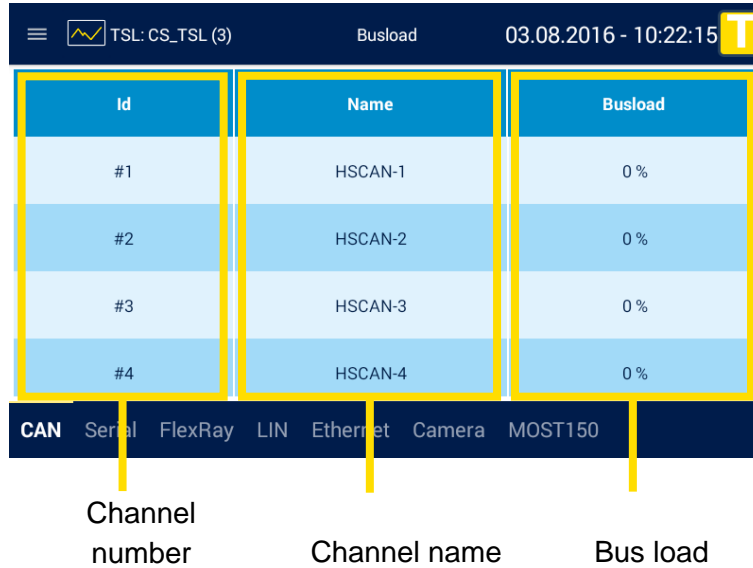 TSL: CS_TSL (3) Busload 03.08.2016 - 10:22:15 T
Id Name Busload
#1 HSCAN-1 0 %
#2 HSCAN-2 0 %
#3 HSCAN-3 0 %
#4 HSCAN-4 0 %
CAN Serial FlexRay LIN Ethernet Camera MOST150
Channel
number Channel name Bus load